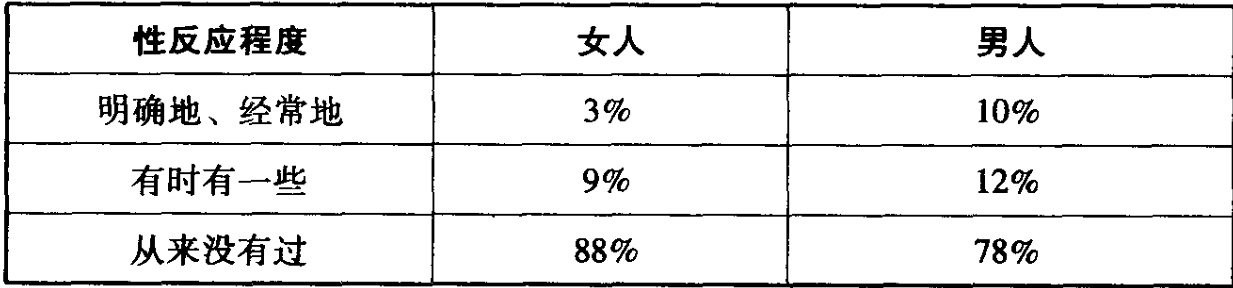 性反应程度 女人 男人
明确地、经常地 3% 10%
有时有一些 9% 12%
从来没有过 88% 78%